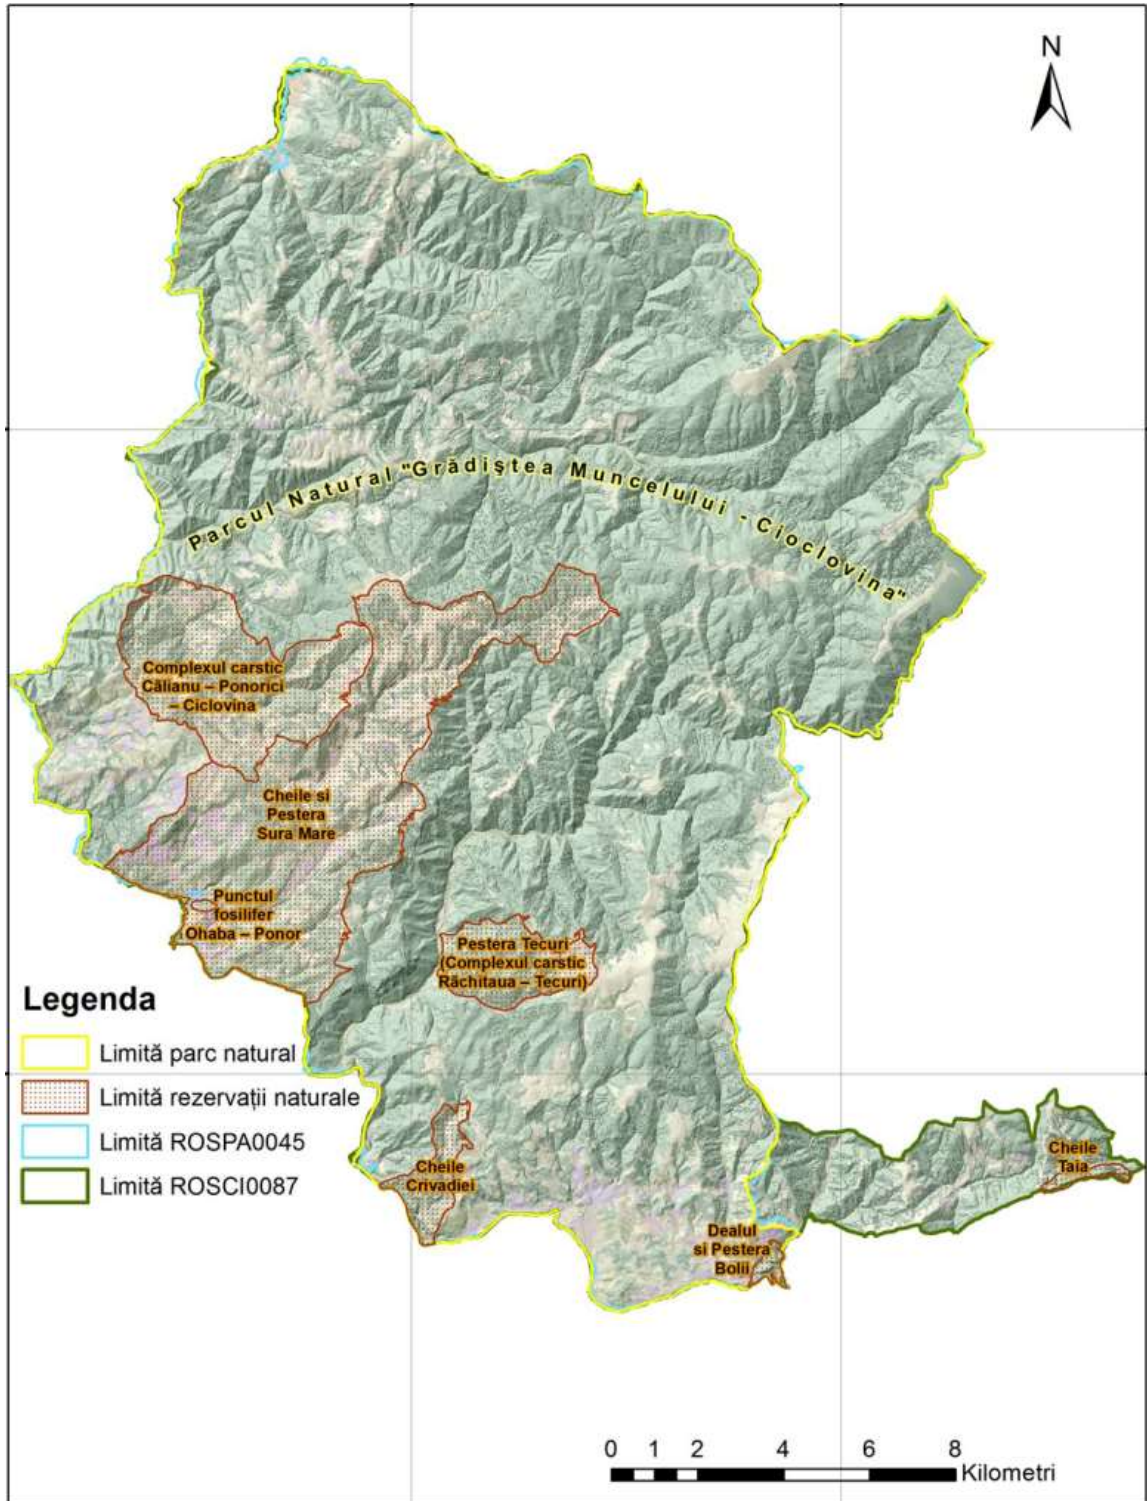 N
Parcul Natural "Grădiştea Muncelului - Cioclovina"
Complexul carstic
Călianu – Ponorici
– Ciclovina
Cheile si
Pestera
Sura Mare
Punctul
fosilifer
Ohaba – Ponor
Pestera Tecuri
(Complexul carstic
Răchitaua – Tecuri)
Legenda
Limită parc natural
Limită rezervații naturale
Limită ROSPA0045
Limită ROSCI0087
Cheile
Crivadiei
Cheile
Taia
Dealul
si Pestera
Bolii
0 1 2 4 6 8
Kilometri